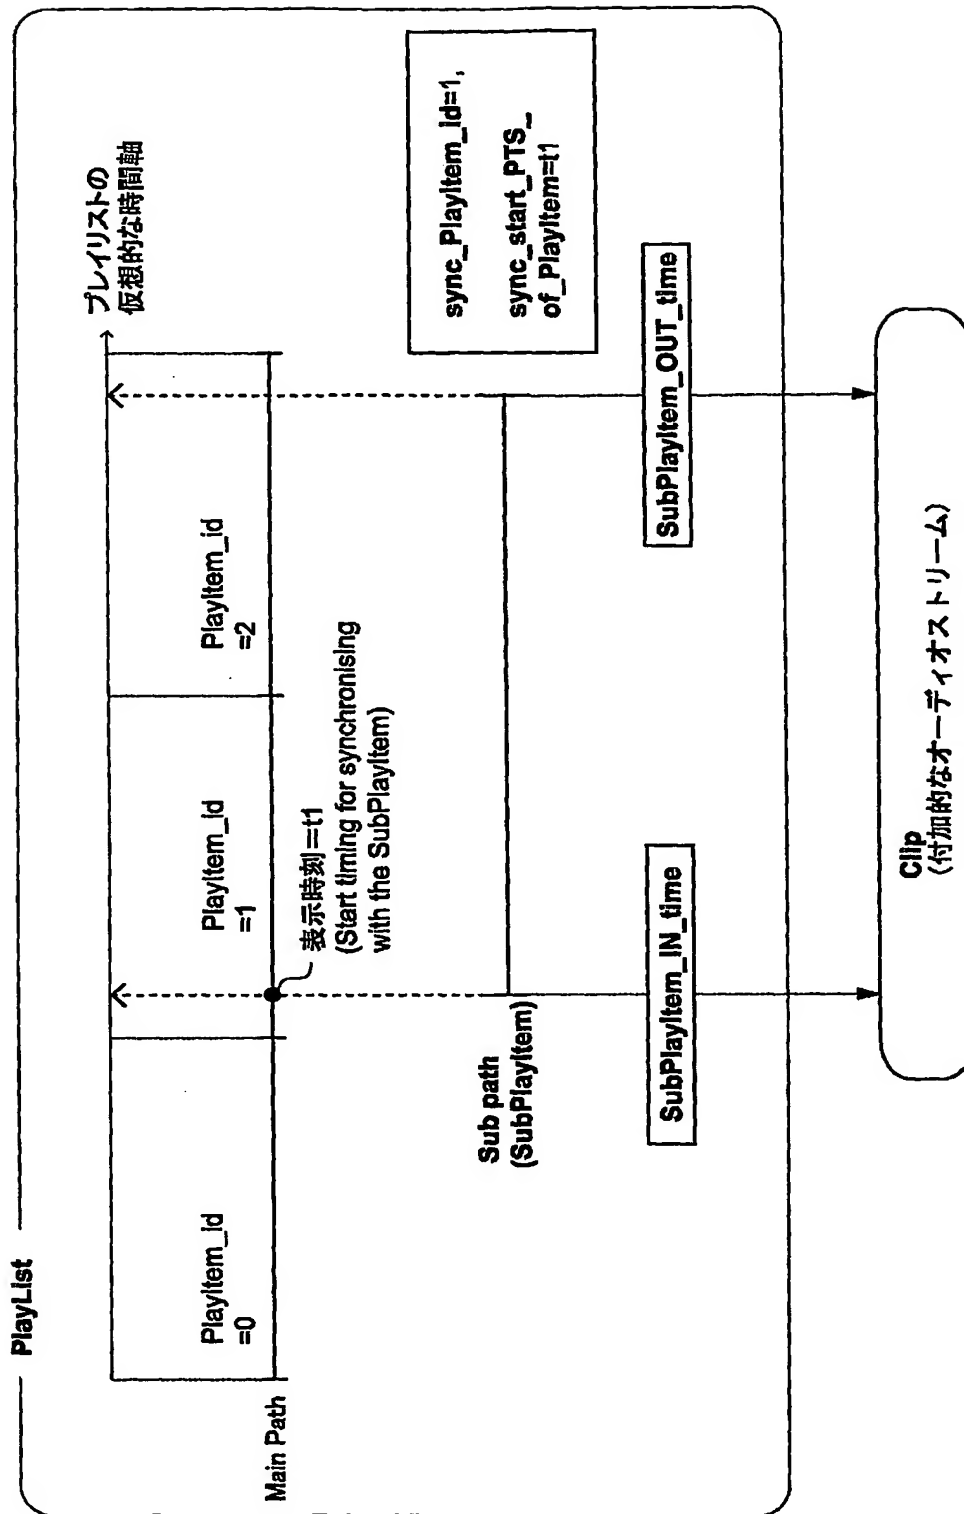 PlayList
プレイリストの
仮想的な時間軸
PlayItem_id
=0
PlayItem_id
=1
PlayItem_id
=2
Main Path
表示時刻=t1
(Start timing for synchronising
with the SubPlayItem)
sync_PlayItem_id=1,
sync_start_PTS_
of_PlayItem=t1
Sub path
(SubPlayItem)
SubPlayItem_IN_time
SubPlayItem_OUT_time
Clip
(付加的なオーディオストリーム)